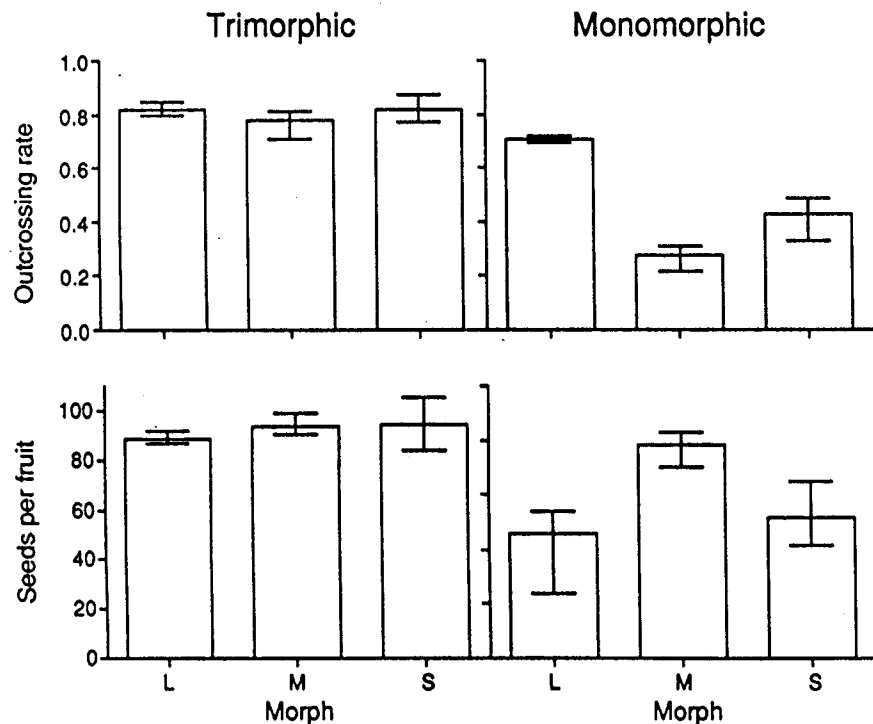 Trimorphic Monomorphic
Outcrossing rate
1.0
0.8
0.6
0.4
0.2
0.0
Seeds per fruit
100
80
60
40
20
0
L M S L M S
Morph Morph